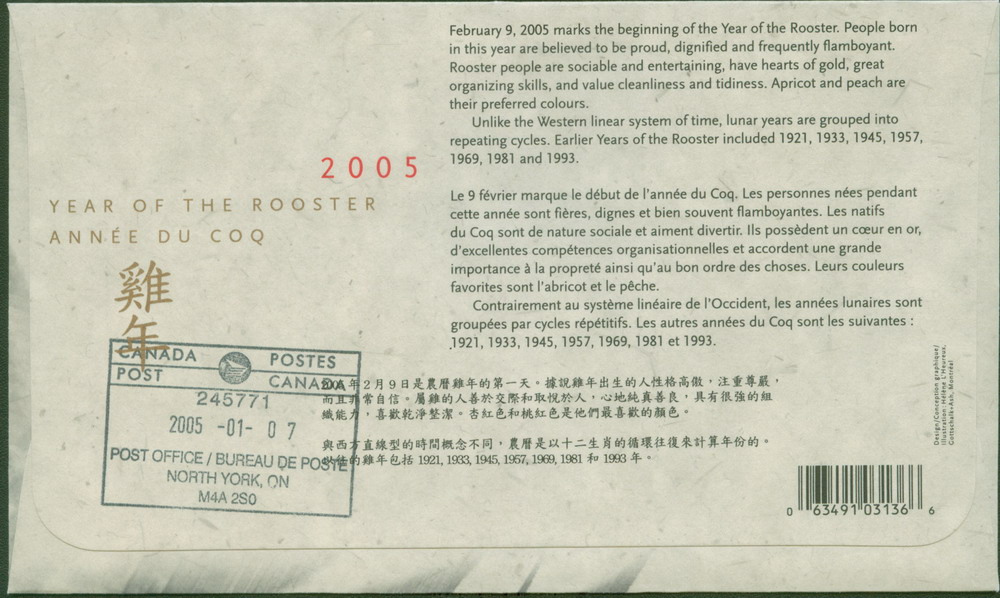 February 9, 2005 marks the beginning of the Year of the Rooster. People born
in this year are believed to be proud, dignified and frequently flamboyant.
Rooster people are sociable and entertaining, have hearts of gold, great
organizing skills, and value cleanliness and tidiness. Apricot and peach are
their preferred colours.
Unlike the Western linear system of time, lunar years are grouped into
repeating cycles. Earlier Years of the Rooster included 1921, 1933, 1945, 1957,
1969, 1981 and 1993.
2005
YEAR OF THE ROOSTER
ANNÉE DU COQ
雞
年
Le 9 février marque le début de l'année du Coq. Les personnes nées pendant
cette année sont fières, dignes et bien souvent flamboyantes. Les natifs
du Coq sont de nature sociale et aiment divertir. Ils possèdent un cœur en or,
d'excellentes compétences organisationnelles et accordent une grande
importance à la propreté ainsi qu'au bon ordre des choses. Leurs couleurs
favorites sont l'abricot et le pêche.
Contrairement au système linéaire de l'Occident, les années lunaires sont
groupées par cycles répétitifs. Les autres années du Coq sont les suivantes :
1921, 1933, 1945, 1957, 1969, 1981 et 1993.
CANADA POSTES
POST CANADA
245771
2005 -01- 07
POST OFFICE / BUREAU DE POSTE
NORTH YORK, ON
M4A 2S0
2005年2月9日是農曆雞年的第一天。據說雞年出生的人性格高傲，注重尊嚴，
而且非常自信。屬雞的人善於交際和取悅於人，心地純真善良，具有很強的組
織能力，喜歡乾淨整潔。杏紅色和桃紅色是他們最喜歡的顏色。
與西方直線型的時間概念不同，農曆是以十二生肖的循環往復來計算年份的。
以往的雞年包括 1921, 1933, 1945, 1957, 1969, 1981 和 1993 年。
Design/Conception graphique/
Illustration: Hélène L'Heureux,
Gottschalk+Ash, Montréal
0 63491 03136 6